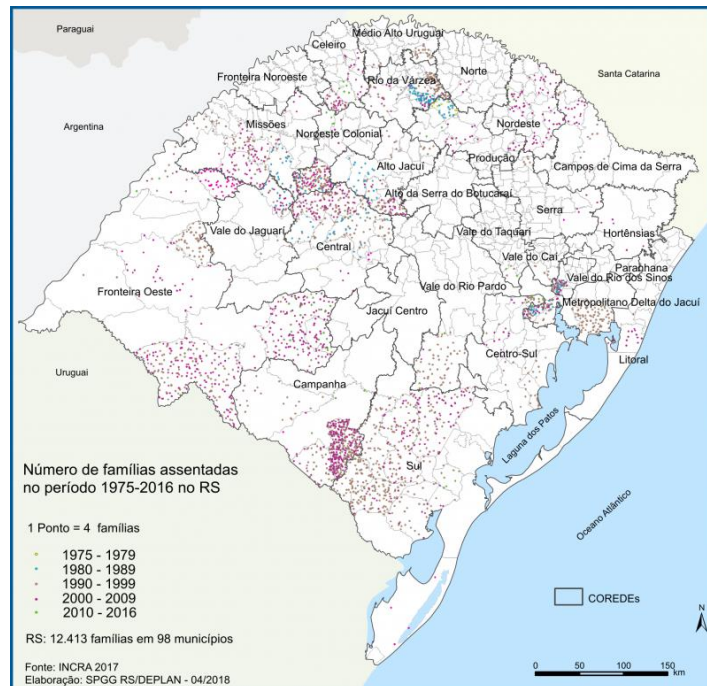 Paraguai
Médio Alto Uruguai
Celeiro
Rio da Várzea
Norte
Santa Catarina
Fronteira Noroeste
Argentina
Missões
Noroeste Colonial
Nordeste
Produção
Alto Jacuí
Campos de Cima da Serra
Alto da Serra do Botucaraí
Serra
Hortênsias
Vale do Jaguari
Central
Vale do Taquari
Vale do Caí
Paranhana
Vale do Rio dos Sinos
Fronteira Oeste
Vale do Rio Pardo
Metropolitano Delta do Jacuí
Jacuí Centro
Centro-Sul
Litoral
Uruguai
Campanha
Laguna dos Patos
Sul
Oceano Atlântico
Número de famílias assentadas
no período 1975-2016 no RS
1 Ponto = 4 famílias
1975 - 1979
1980 - 1989
1990 - 1999
2000 - 2009
2010 - 2016
COREDEs
N
RS: 12.413 famílias em 98 municípios
Fonte: INCRA 2017
Elaboração: SPGG RS/DEPLAN - 04/2018
0 50 100 150
km